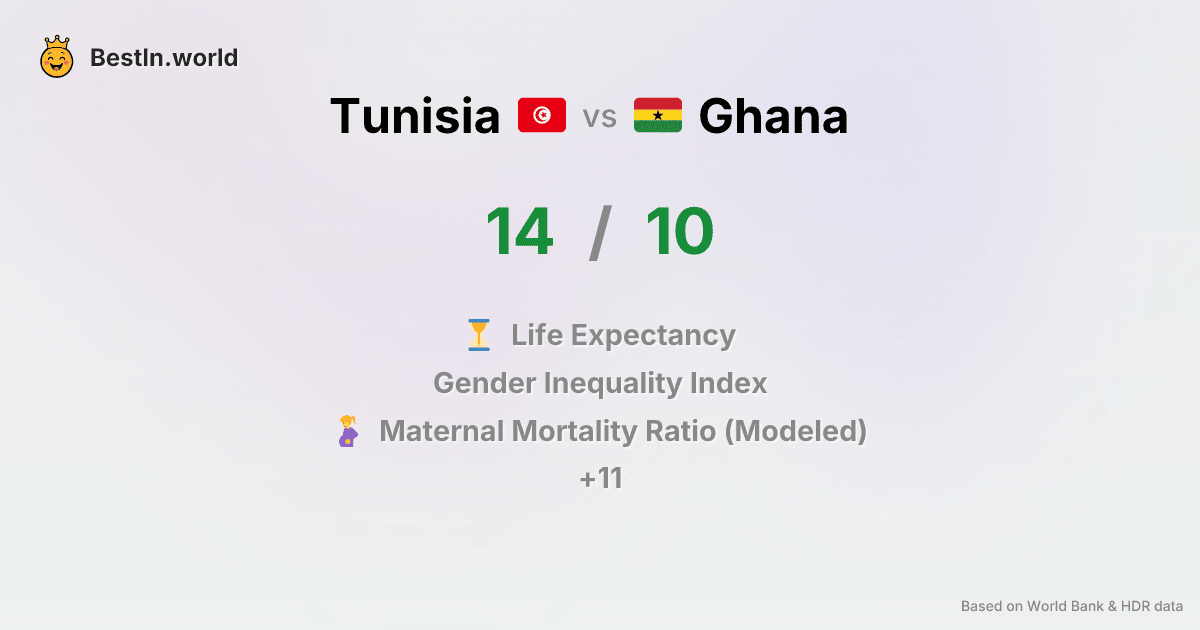 BestIn.world
Tunisia vs Ghana
14 / 10
Life Expectancy
Gender Inequality Index
Maternal Mortality Ratio (Modeled)
+11
Based on World Bank & HDR data